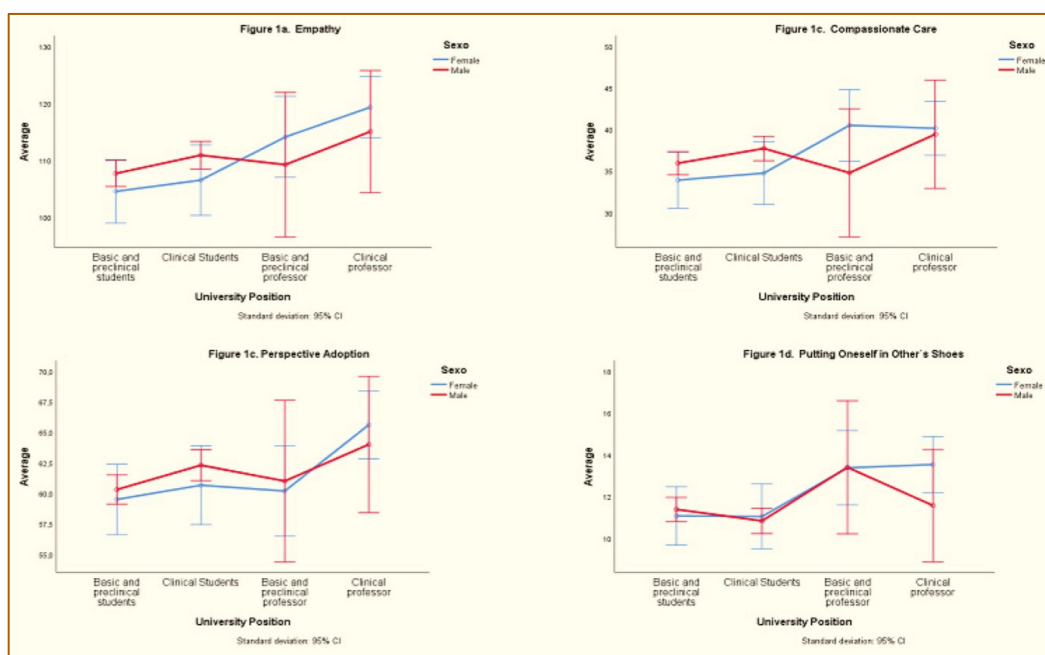 Figure 1a. Empathy
Sexo
Female
Male
130
120
110
100
Average
Basic and preclinical students
Clinical Students
Basic and preclinical professor
Clinical professor
University Position
Standard deviation: 95% CI
Figure 1c. Compassionate Care
Sexo
Female
Male
50
45
40
35
30
Average
Basic and preclinical students
Clinical Students
Basic and preclinical professor
Clinical professor
University Position
Standard deviation: 95% CI
Figure 1c. Perspective Adoption
Sexo
Female
Male
70,0
67,5
65,0
62,5
60,0
57,5
55,0
Average
Basic and preclinical students
Clinical Students
Basic and preclinical professor
Clinical professor
University Position
Standard deviation: 95% CI
Figure 1d. Putting Oneself in Other´s Shoes
Sexo
Female
Male
18
16
14
12
10
Average
Basic and preclinical students
Clinical Students
Basic and preclinical professor
Clinical professor
University Position
Standard deviation: 95% CI